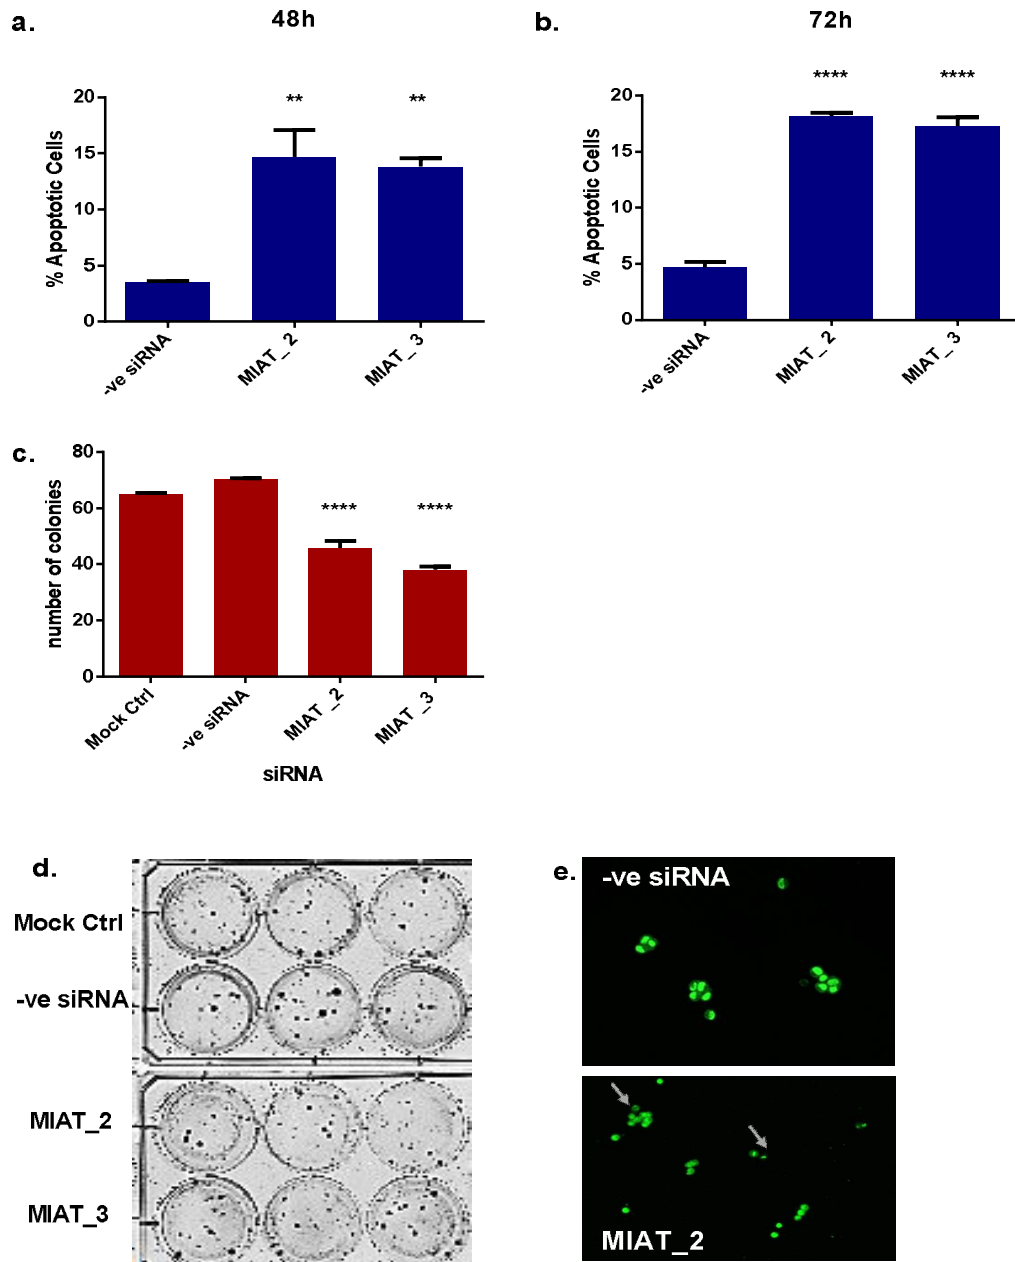 a.
48h
% Apoptotic Cells
20
15
10
5
0
**
**
-ve siRNA
MIAT_2
MIAT_3
b.
72h
% Apoptotic Cells
20
15
10
5
0
****
****
-ve siRNA
MIAT_2
MIAT_3
c.
number of colonies
80
60
40
20
0
****
****
Mock Ctrl
-ve siRNA
MIAT_2
MIAT_3
siRNA
d.
Mock Ctrl
-ve siRNA
MIAT_2
MIAT_3
e.
-ve siRNA
MIAT_2